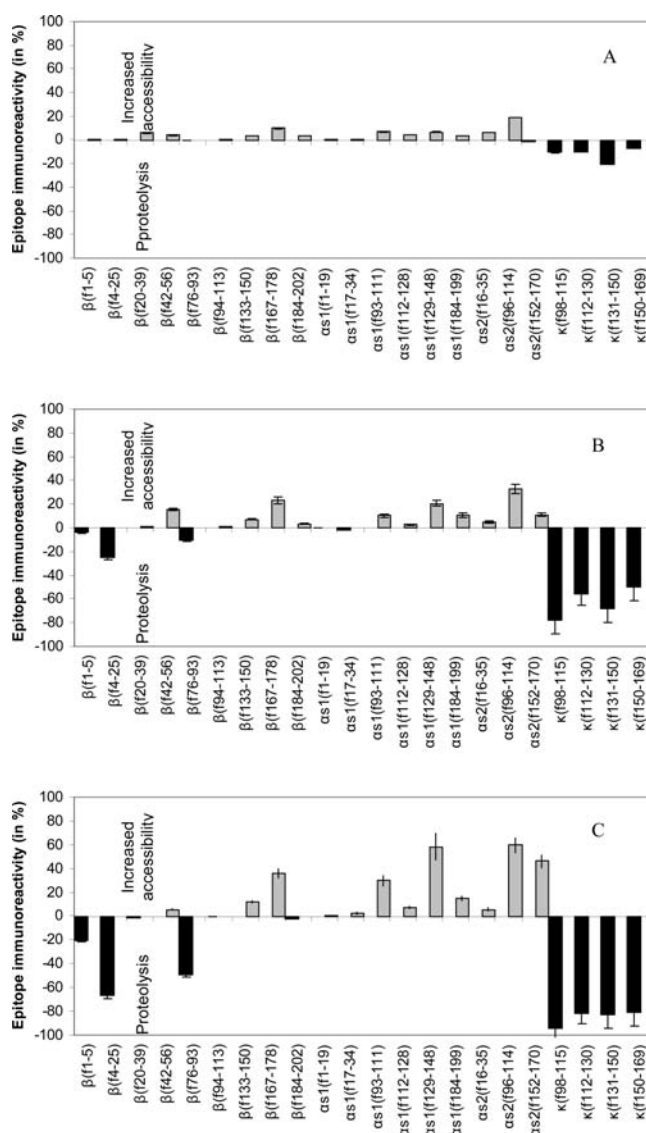 Epitope immunoreactivity (in %)
100
80
60
40
20
0
-20
-40
-60
-80
-100
Increased
accessibility
Pproteolysis
A
β(f1-5)
β(f4-25)
β(f20-39)
β(f42-56)
β(f76-93)
β(f94-113)
β(f133-150)
β(f167-178)
β(f184-202)
αs1(f1-19)
αs1(f17-34)
αs1(f93-111)
αs1(f112-128)
αs1(f129-148)
αs1(f184-199)
αs2(f16-35)
αs2(f96-114)
αs2(f152-170)
κ(f98-115)
κ(f112-130)
κ(f131-150)
κ(f150-169)
Epitope immunoreactivity (in %)
100
80
60
40
20
0
-20
-40
-60
-80
-100
Increased
accessibility
Proteolysis
B
β(f1-5)
β(f4-25)
β(f20-39)
β(f42-56)
β(f76-93)
β(f94-113)
β(f133-150)
β(f167-178)
β(f184-202)
αs1(f1-19)
αs1(f17-34)
αs1(f93-111)
αs1(f112-128)
αs1(f129-148)
αs1(f184-199)
αs2(f16-35)
αs2(f96-114)
αs2(f152-170)
κ(f98-115)
κ(f112-130)
κ(f131-150)
κ(f150-169)
Epitope immunoreactivity (in %)
100
80
60
40
20
0
-20
-40
-60
-80
-100
Increased
accessibility
Proteolysis
C
β(f1-5)
β(f4-25)
β(f20-39)
β(f42-56)
β(f76-93)
β(f94-113)
β(f133-150)
β(f167-178)
β(f184-202)
αs1(f1-19)
αs1(f17-34)
αs1(f93-111)
αs1(f112-128)
αs1(f129-148)
αs1(f184-199)
αs2(f16-35)
αs2(f96-114)
αs2(f152-170)
κ(f98-115)
κ(f112-130)
κ(f131-150)
κ(f150-169)